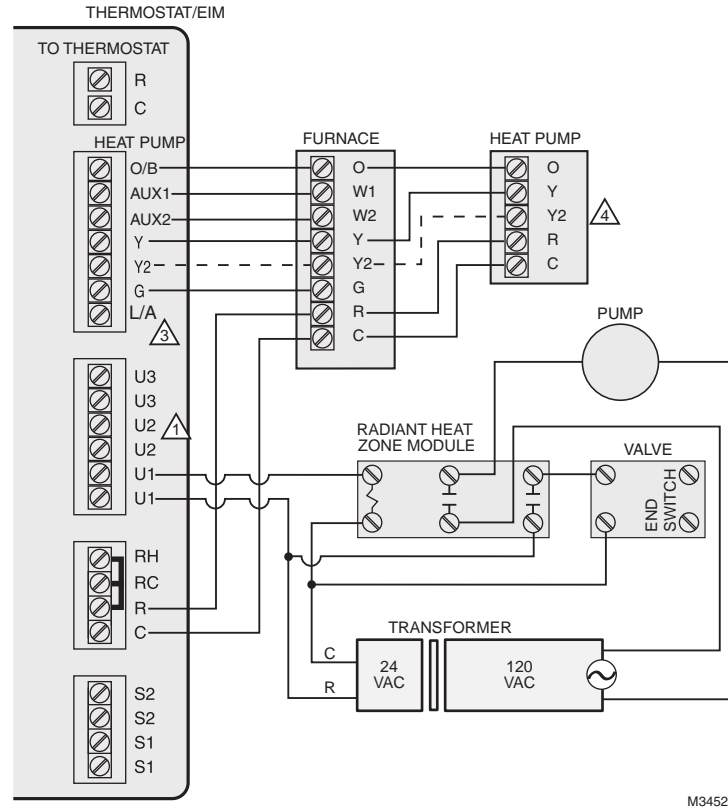 THERMOSTAT/EIM
TO THERMOSTAT
R
C
HEAT PUMP
O/B
AUX1
AUX2
Y
Y2
G
L/A
3
FURNACE
O
W1
W2
Y
Y2
G
R
C
HEAT PUMP
O
Y
Y2
R
C
4
PUMP
U3
U3
U2
U2
U1
U1
1
RADIANT HEAT
ZONE MODULE
VALVE
END
SWITCH
RH
RC
R
C
TRANSFORMER
C
R
24
VAC
120
VAC
S2
S2
S1
S1
M3452